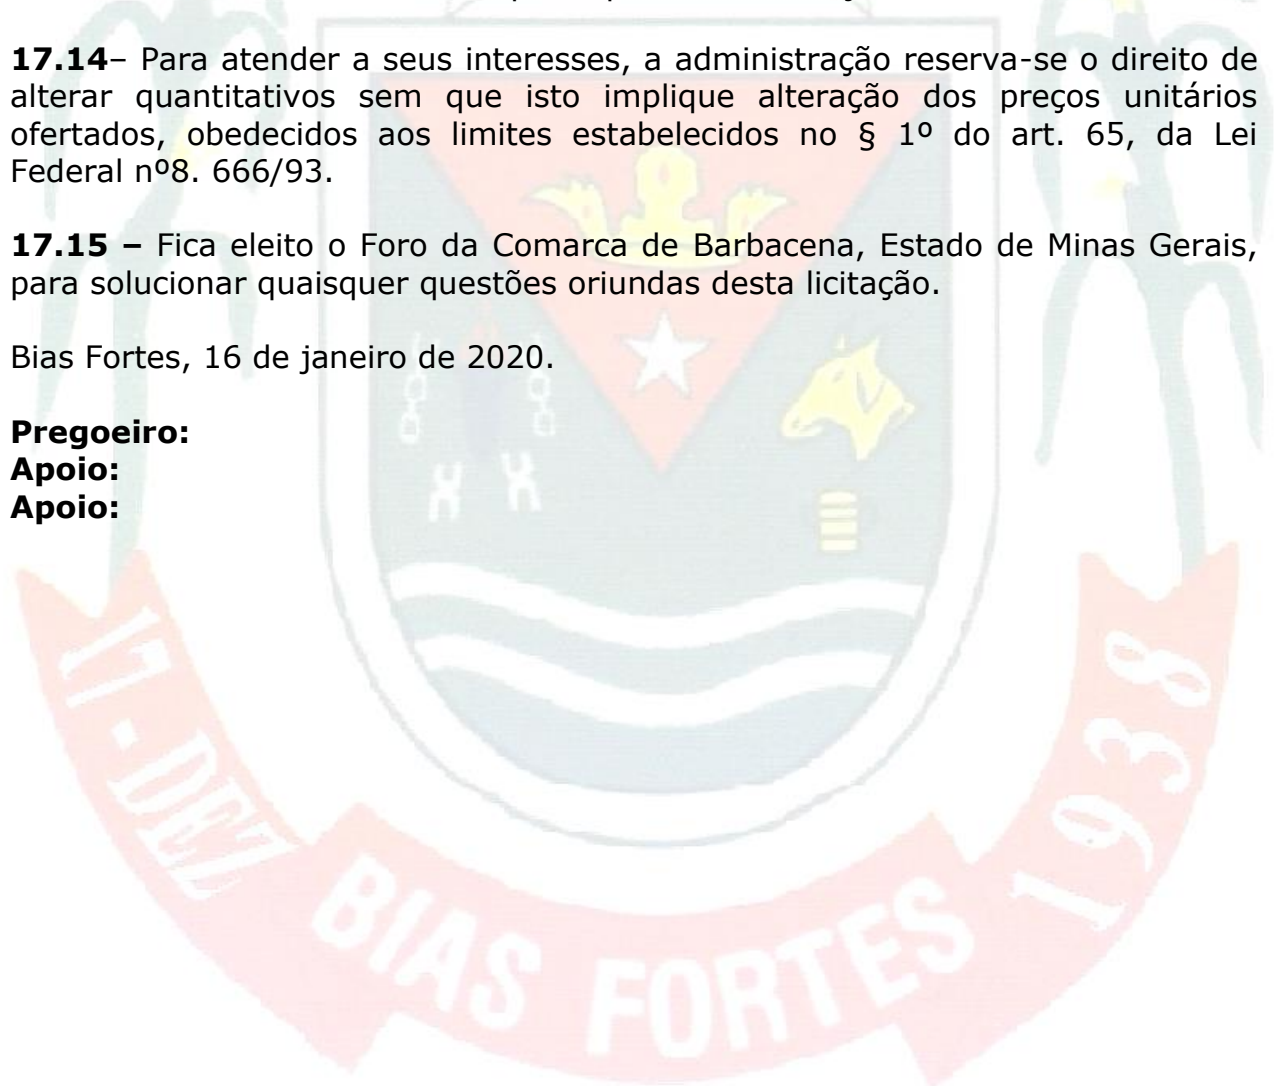 17.14– Para atender a seus interesses, a administração reserva-se o direito de
alterar quantitativos sem que isto implique alteração dos preços unitários
ofertados, obedecidos aos limites estabelecidos no § 1º do art. 65, da Lei
Federal nº8. 666/93.
17.15 – Fica eleito o Foro da Comarca de Barbacena, Estado de Minas Gerais,
para solucionar quaisquer questões oriundas desta licitação.
Bias Fortes, 16 de janeiro de 2020.
Pregoeiro:
Apoio:
Apoio:
17 - DEZ
BIAS FORTES
1938